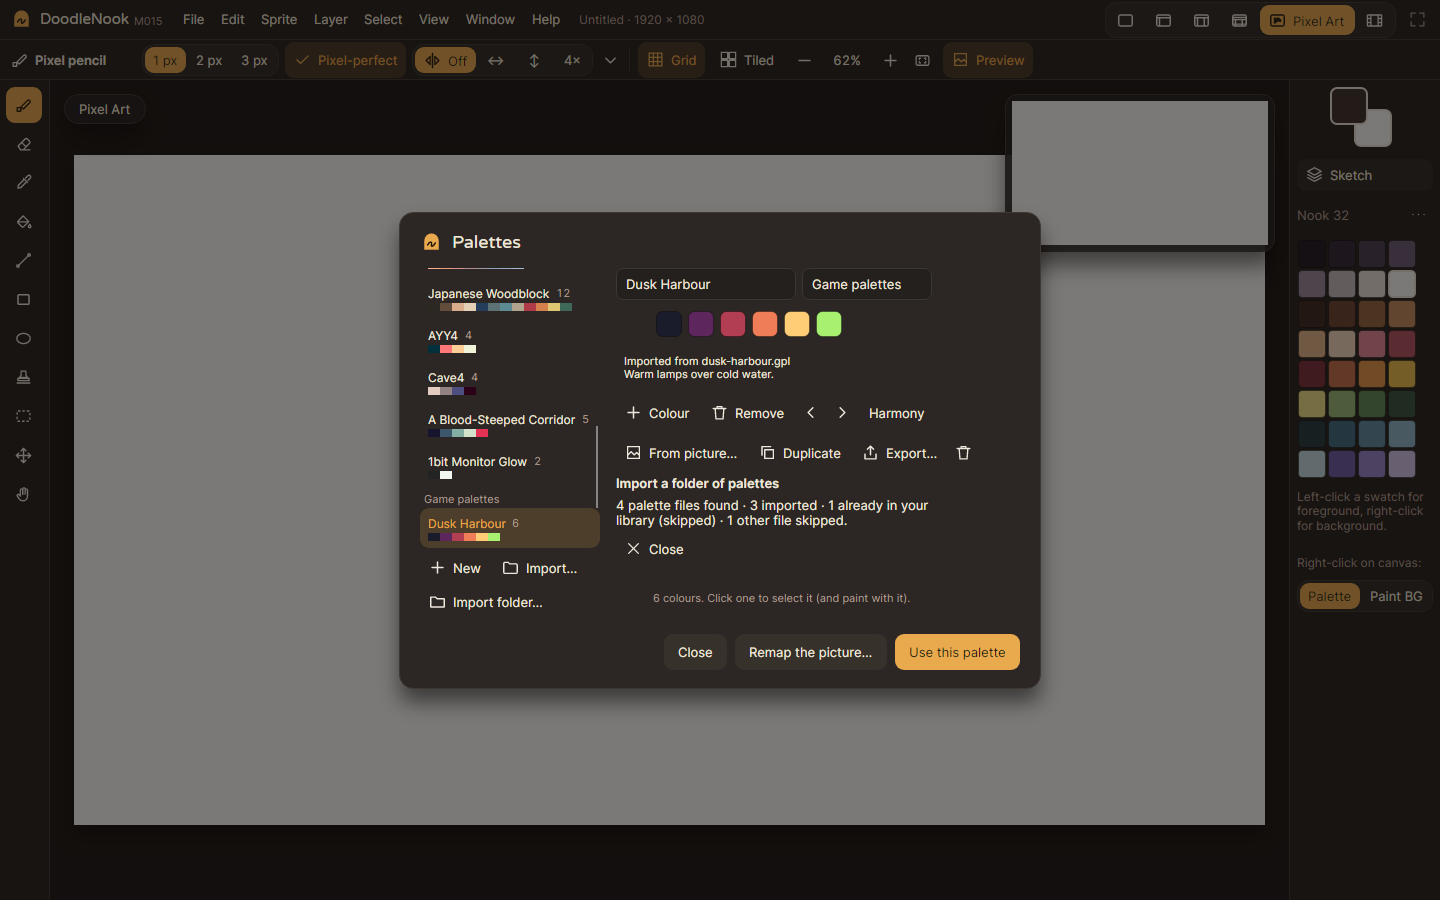 DoodleNook M015 File Edit Sprite Layer Select View Window Help Untitled · 1920 × 1080 Pixel Art
Pixel pencil 1 px 2 px 3 px Pixel-perfect Off 4× Grid Tiled 62% Preview
Pixel Art
Sketch
Nook 32
Left-click a swatch for
foreground, right-click
for background.
Right-click on canvas:
Palette Paint BG
Palettes
Japanese Woodblock 12
AYY4 4
Cave4 4
A Blood-Steeped Corridor 5
1bit Monitor Glow 2
Game palettes
Dusk Harbour 6
New Import...
Import folder...
Dusk Harbour Game palettes
Imported from dusk-harbour.gpl
Warm lamps over cold water.
Colour Remove Harmony
From picture... Duplicate Export...
Import a folder of palettes
4 palette files found · 3 imported · 1 already in your
library (skipped) · 1 other file skipped.
Close
6 colours. Click one to select it (and paint with it).
Close Remap the picture... Use this palette